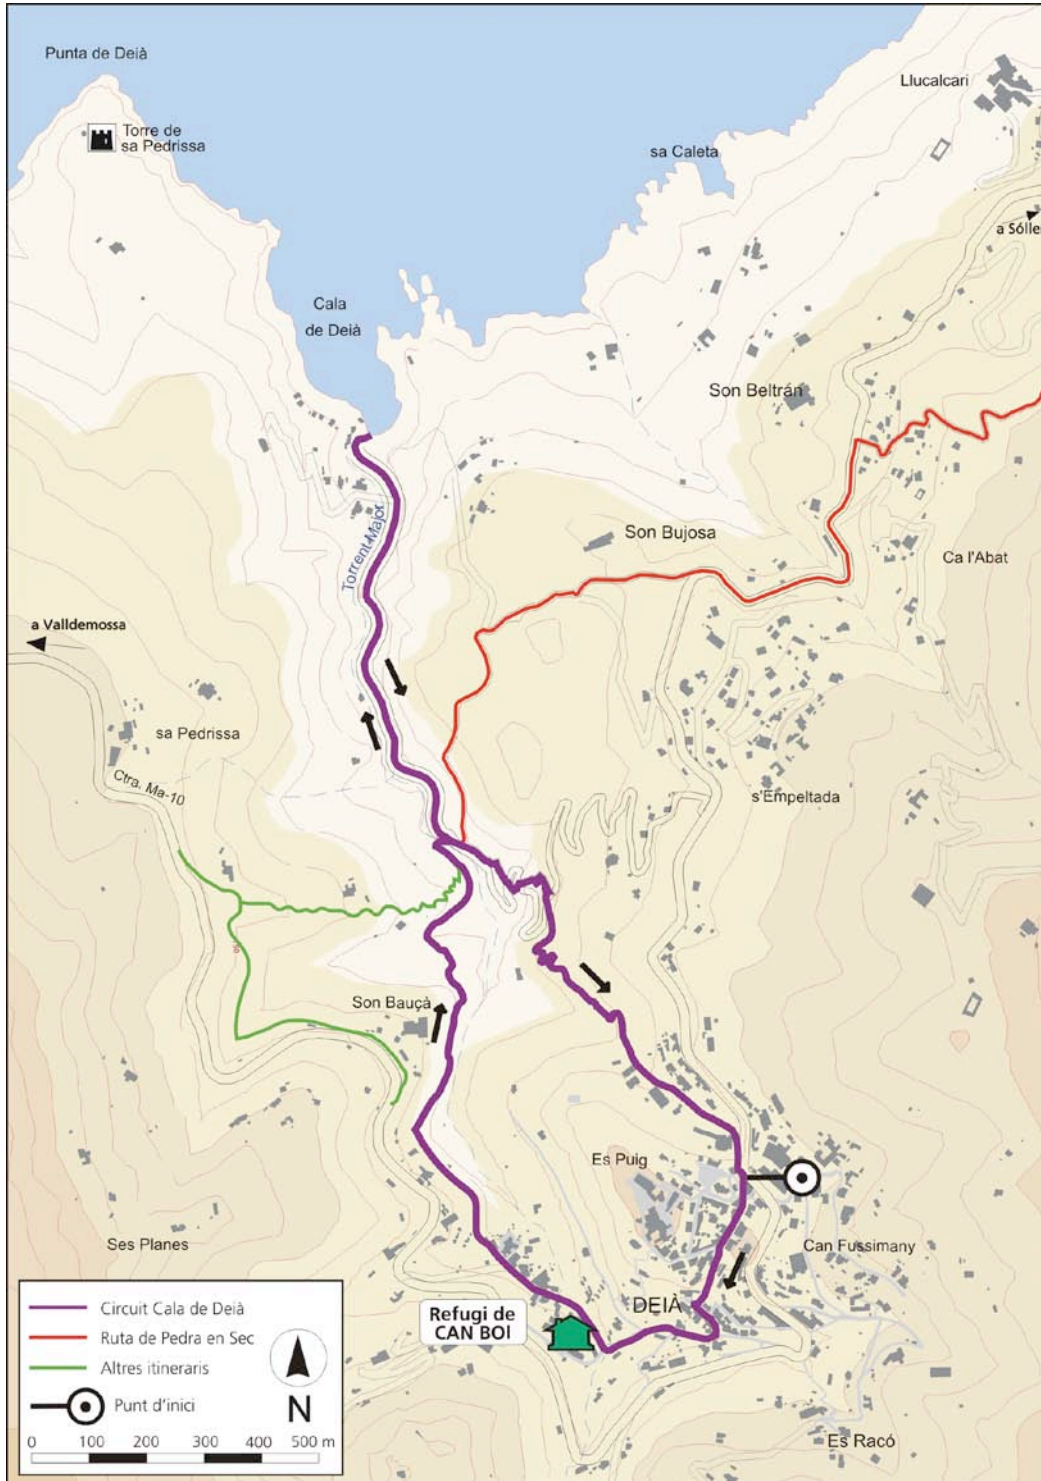 Punta de Deià
Torre de
sa Pedrissa
Llucalcari
sa Caleta
a Sólle
Cala
de Deià
Son Beltrán
Torrent Major
Son Bujosa
Ca l'Abat
a Valldemossa
sa Pedrissa
Ctra. Ma-10
s'Empeltada
Son Bauçà
Es Puig
Ses Planes
Can Fussimany
DEIÀ
Refugi de
CAN BOI
Es Racó
Circuit Cala de Deià
Ruta de Pedra en Sec
Altres itineraris
Punt d'inici
N
0 100 200 300 400 500 m